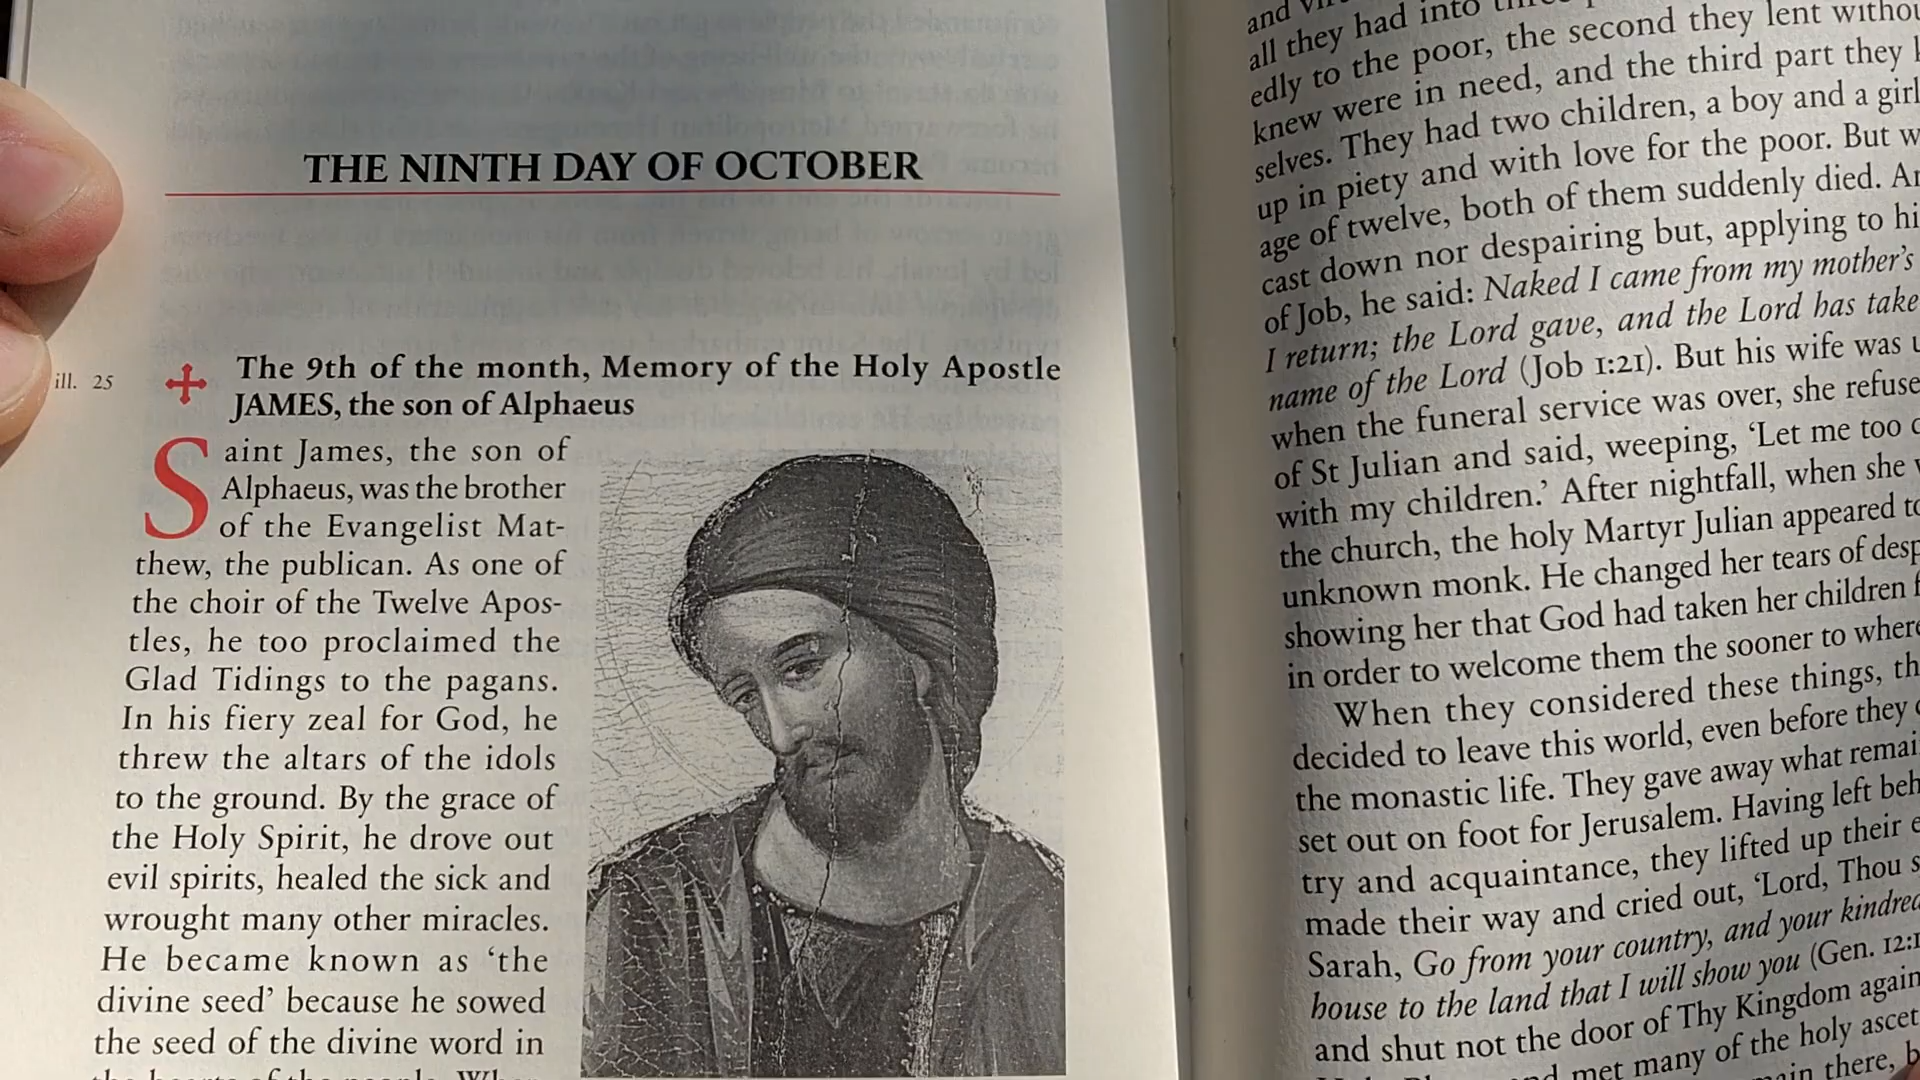 THE NINTH DAY OF OCTOBER
ill. 25
The 9th of the month, Memory of the Holy Apostle
JAMES, the son of Alphaeus
Saint James, the son of
Alphaeus, was the brother
of the Evangelist Mat-
thew, the publican. As one of
the choir of the Twelve Apos-
tles, he too proclaimed the
Glad Tidings to the pagans.
In his fiery zeal for God, he
threw the altars of the idols
to the ground. By the grace of
the Holy Spirit, he drove out
evil spirits, healed the sick and
wrought many other miracles.
He became known as ‘the
divine seed’ because he sowed
the seed of the divine word in
the hearts of the people. When
and
all they had into
edly to the poor, the second they lent
knew were in need, and the third part they
selves. They had two children, a boy and a girl
up in piety and with love for the poor. But
age of twelve, both of them suddenly died.
cast down nor despairing but, applying to
of Job, he said: Naked I came from my mother’s
I return; the Lord gave, and the Lord has
name of the Lord (Job 1:21). But his wife was
when the funeral service was over, she
of St Julian and said, weeping, ‘Let me too
with my children.’ After nightfall, when she
the church, the holy Martyr Julian appeared
unknown monk. He changed her tears of
showing her that God had taken her children
in order to welcome them the sooner to
When they considered these things,
decided to leave this world, even before they
the monastic life. They gave away what
set out on foot for Jerusalem. Having left
try and acquaintance, they lifted up their
made their way and cried out, ‘Lord, Thou
Sarah, Go from your country, and your
house to the land that I will show you (Gen.
and shut not the door of Thy Kingdom
met many of the holy
there,